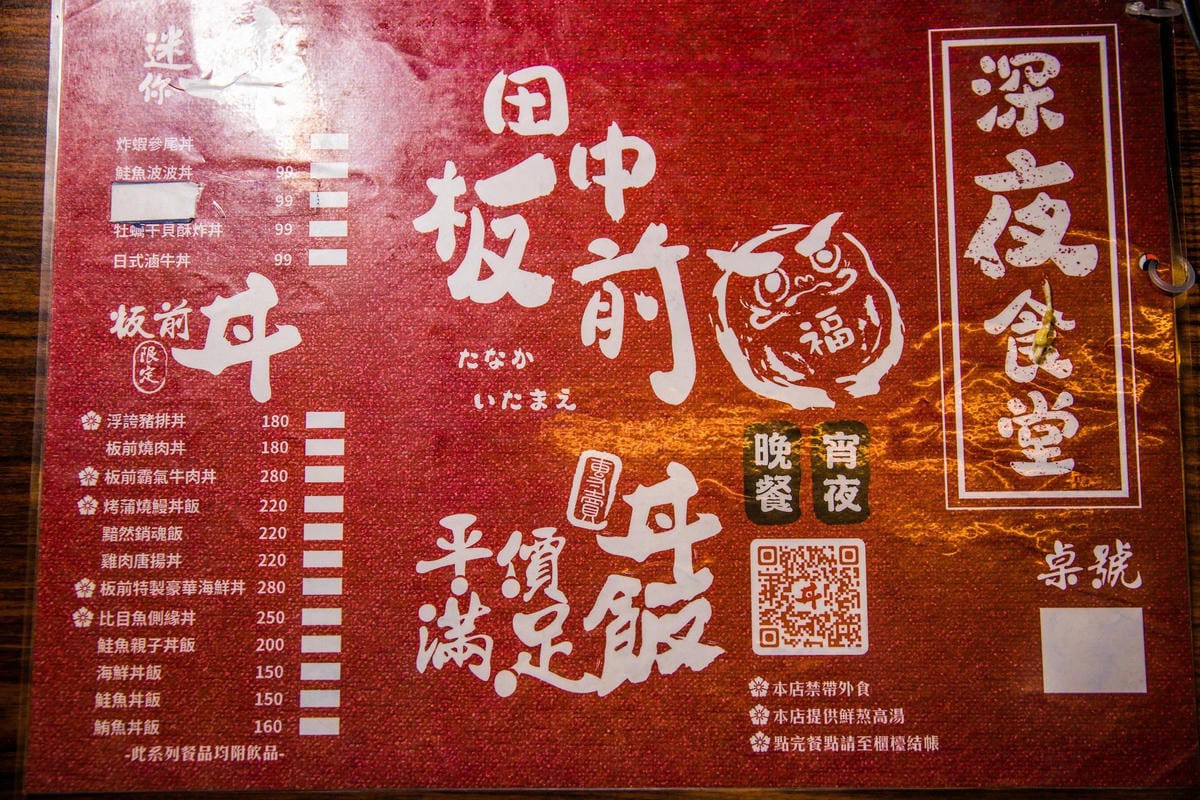 迷你
炸蝦參尾丼
鮭魚波波丼 99
99
牡蠣干貝酥炸丼 99
日式滷牛丼 99
板前丼
限定
浮誇豬排丼 180
板前燒肉丼 180
板前霸氣牛肉丼 280
烤蒲燒鰻丼飯 220
黯然銷魂飯 220
雞肉唐揚丼 220
板前特製豪華海鮮丼 280
比目魚側緣丼 250
鮭魚親子丼飯 200
海鮮丼飯 150
鮭魚丼飯 150
鮪魚丼飯 160
-此系列餐品均附飲品-
田中
板前
たなか
いたまえ
福
專賣
丼飯
平價
滿足
晚餐
宵夜
丼
本店禁帶外食
本店提供鮮熬高湯
點完餐點請至櫃檯結帳
深夜食堂
桌號